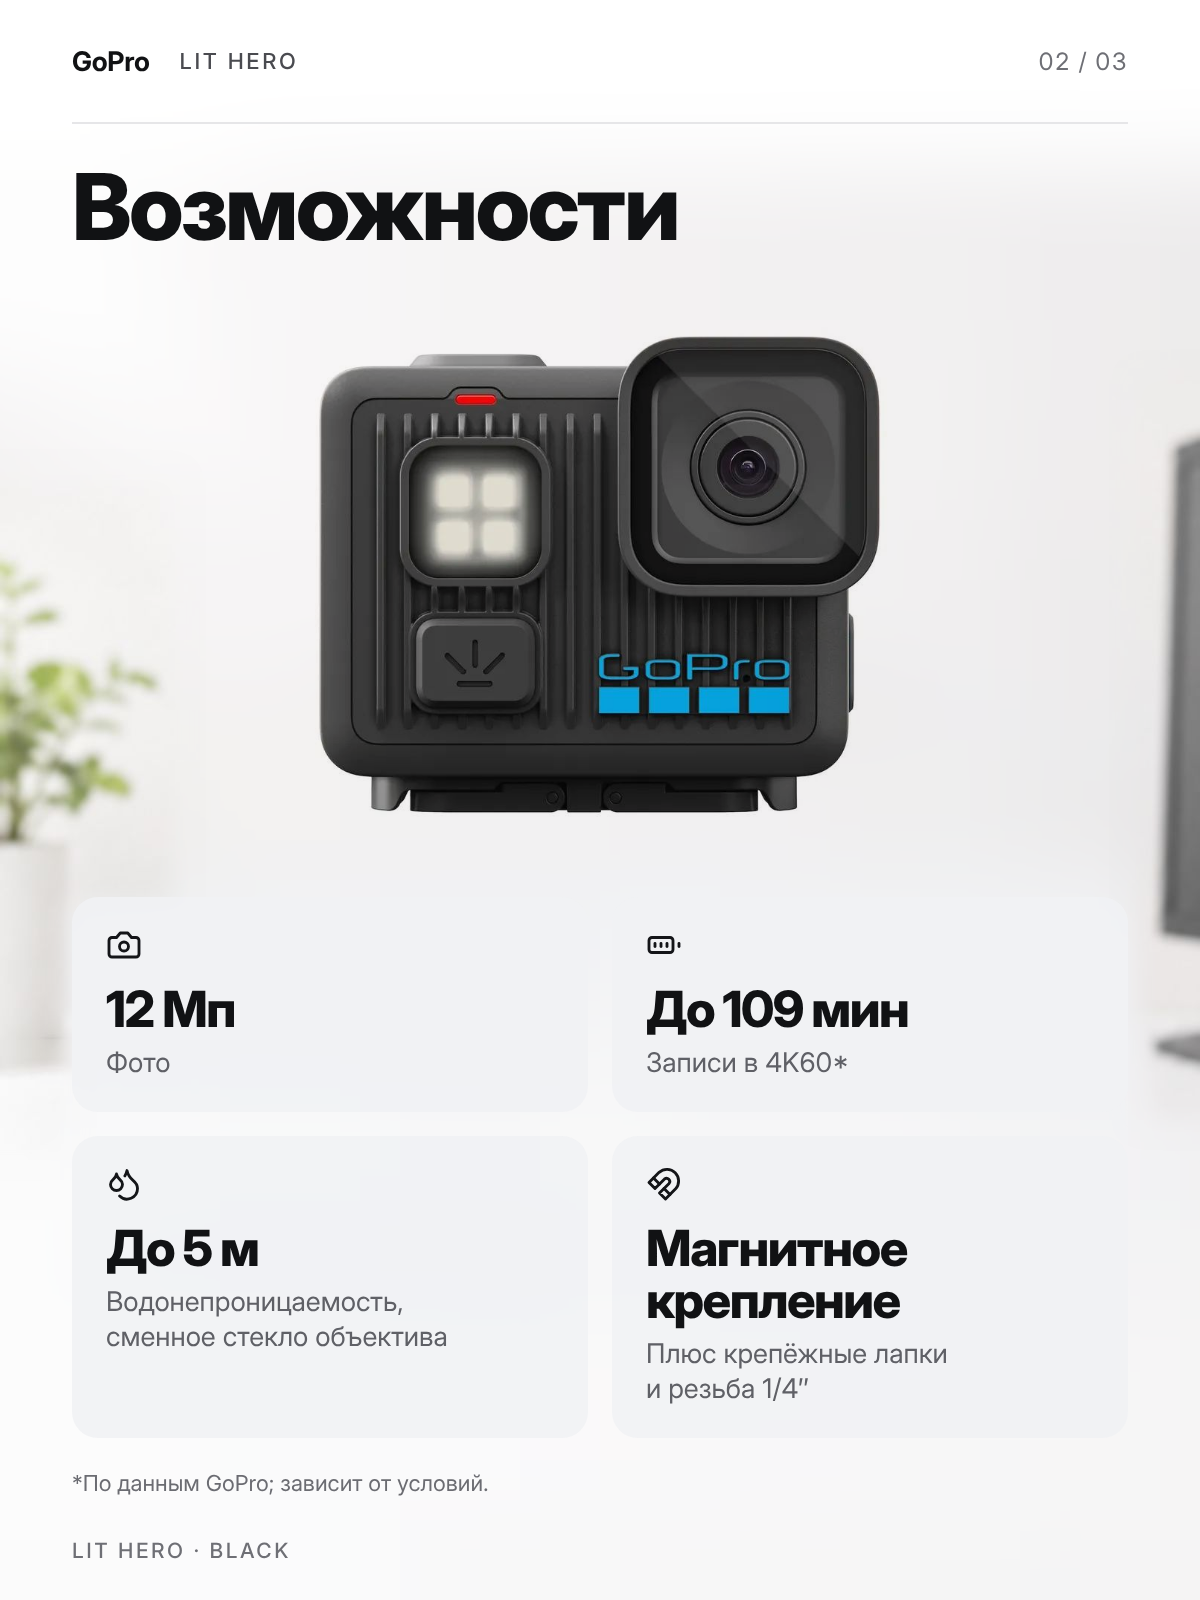 GoPro LIT HERO 02 / 03
Возможности
GoPro
12 Мп
Фото
До 109 мин
Записи в 4K60*
До 5 м
Водонепроницаемость,
сменное стекло объектива
Магнитное
крепление
Плюс крепёжные лапки
и резьба 1/4″
*По данным GoPro; зависит от условий.
LIT HERO · BLACK